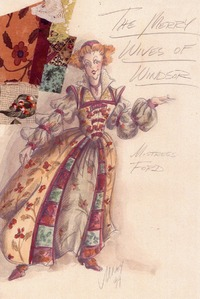 THE MERRY
WIVES OF
WINDSOR
MISTRESS
FORD